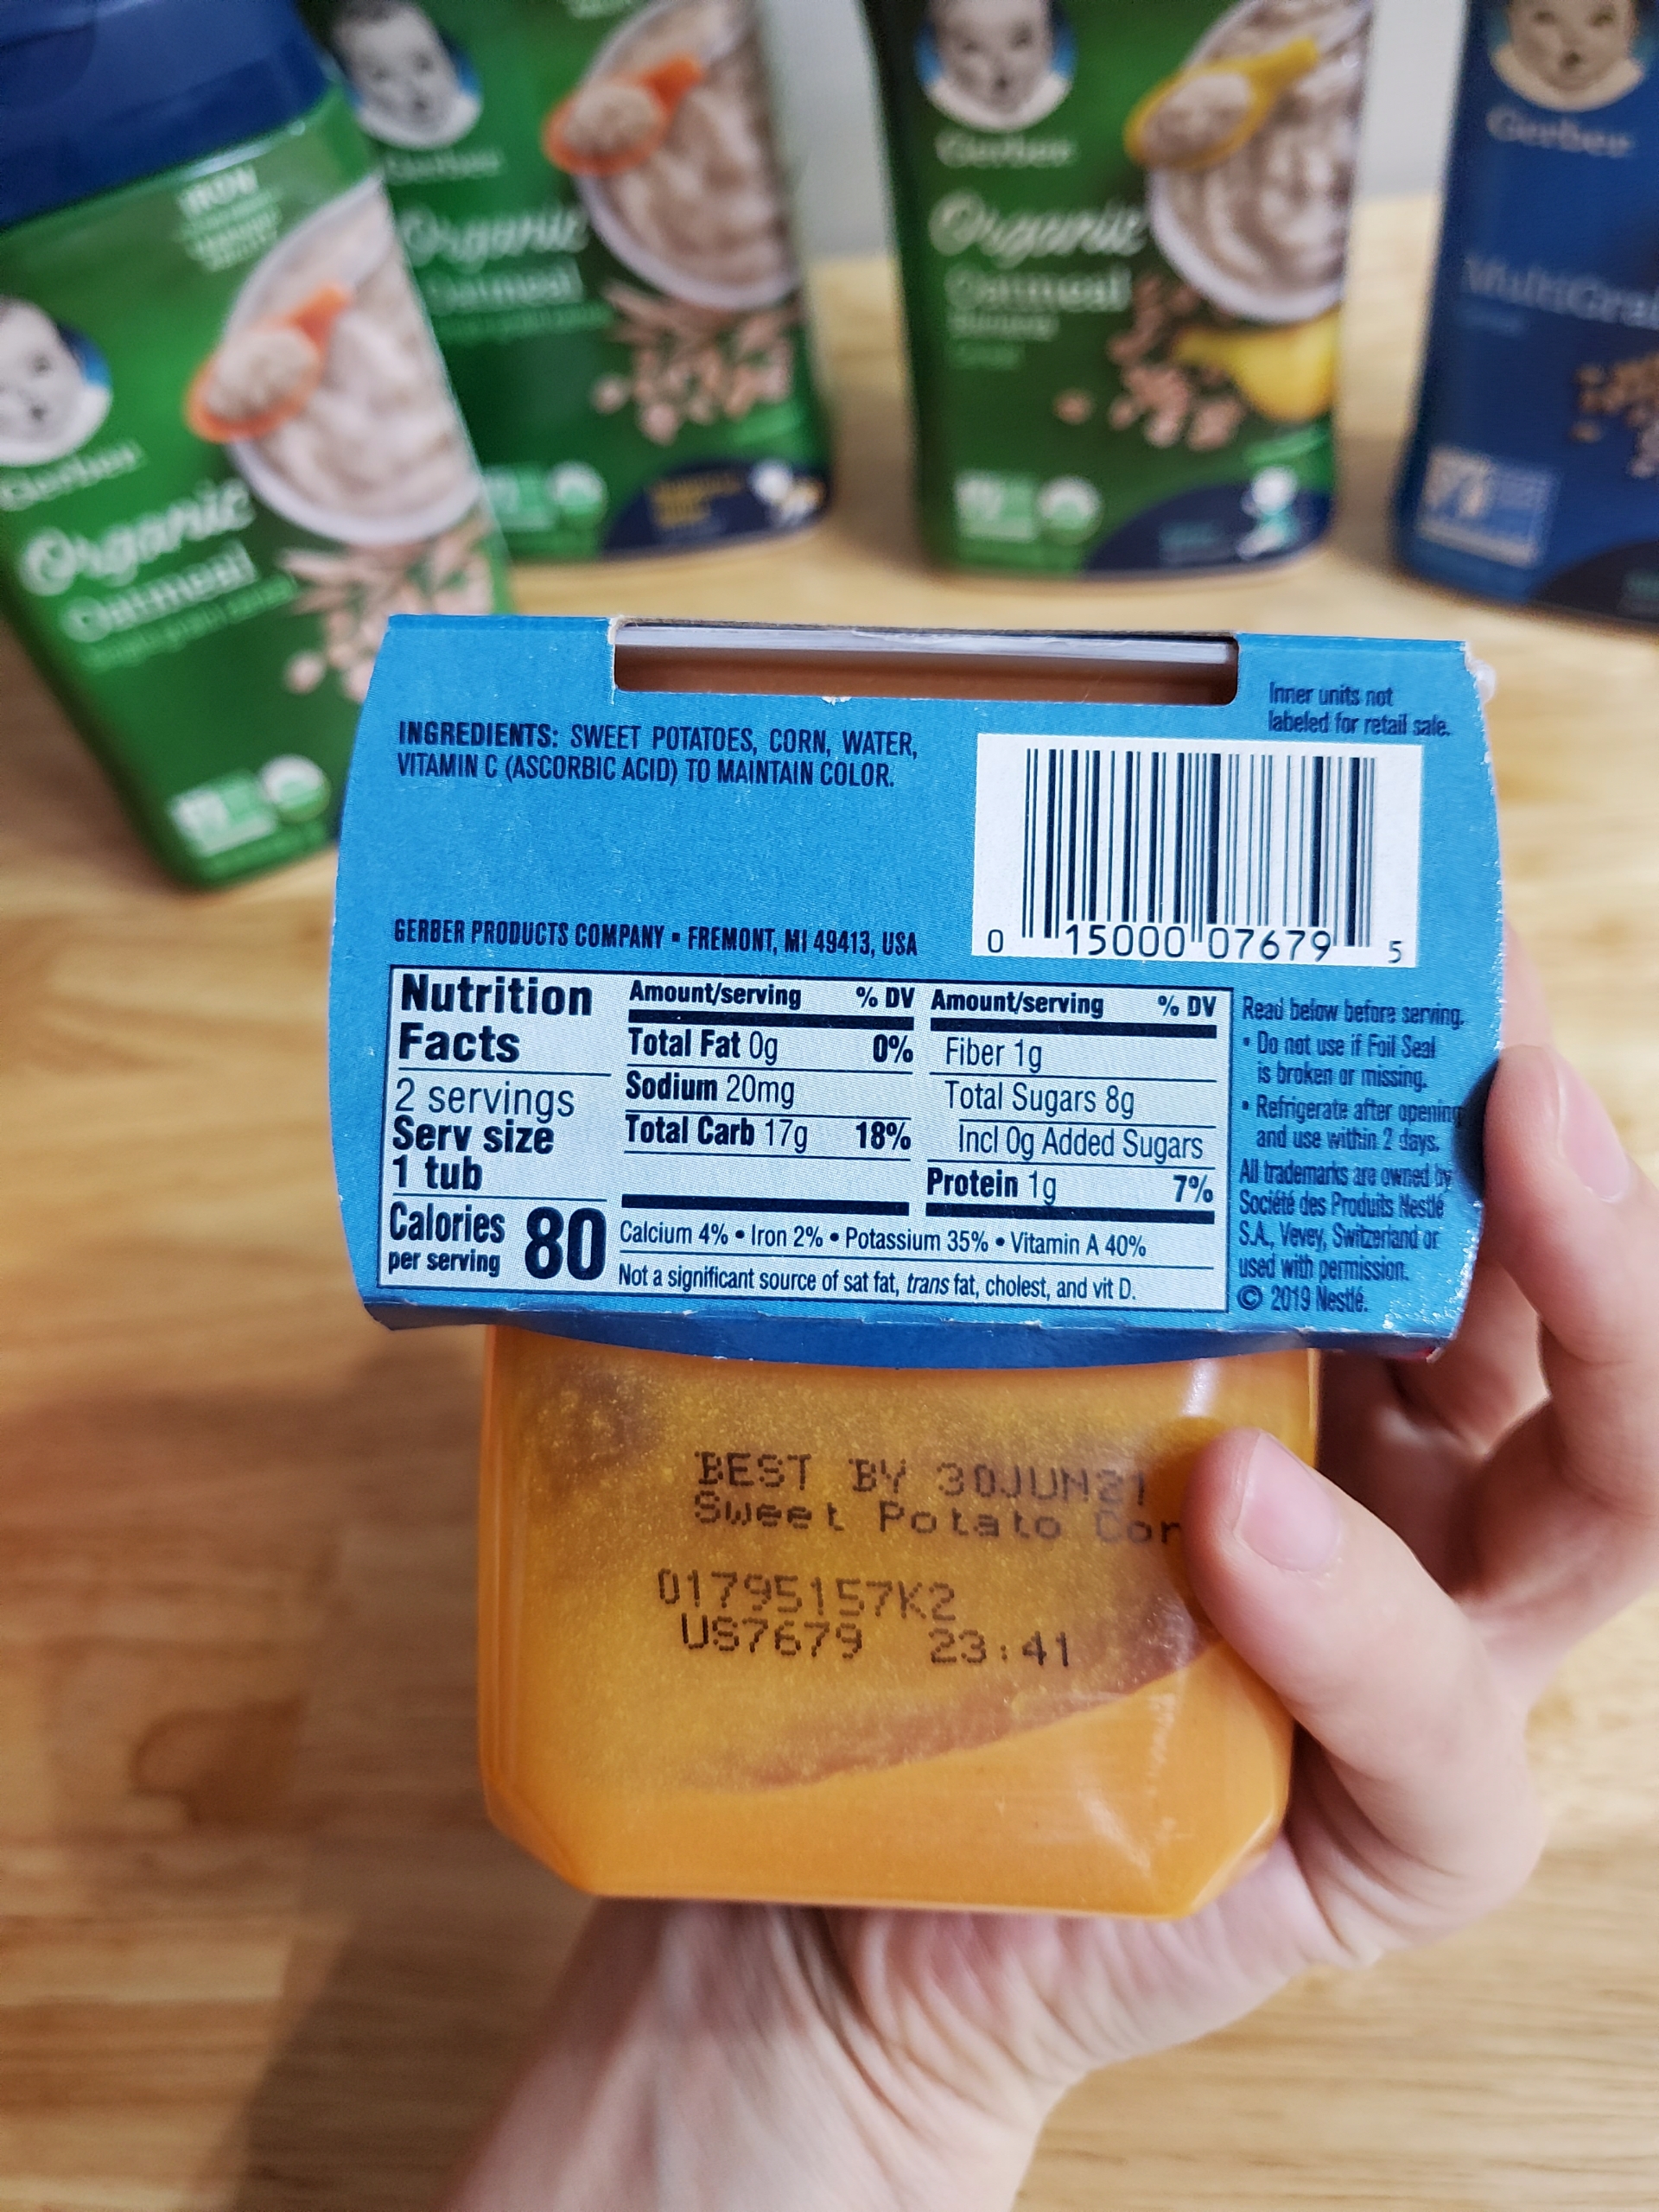 IRON
Gerber
Organic
Oatmeal
Gerber
Organic
Oatmeal
Gerber
Organic
Oatmeal
Banana
Cereal
Gerber
MultiGrai
Inner units not
labeled for retail sale.
INGREDIENTS: SWEET POTATOES, CORN, WATER,
VITAMIN C (ASCORBIC ACID) TO MAINTAIN COLOR.
0 15000 07679 5
GERBER PRODUCTS COMPANY ▪ FREMONT, MI 49413, USA
Nutrition
Facts
2 servings
Serv size
1 tub
Calories
per serving 80
Amount/serving % DV
Total Fat 0g 0%
Sodium 20mg
Total Carb 17g 18%
Amount/serving % DV
Fiber 1g
Total Sugars 8g
Incl 0g Added Sugars
Protein 1g 7%
Calcium 4% • Iron 2% • Potassium 35% • Vitamin A 40%
Not a significant source of sat fat, trans fat, cholest, and vit D.
Read below before serving.
• Do not use if Foil Seal
is broken or missing.
• Refrigerate after opening
and use within 2 days.
All trademarks are owned by
Société des Produits Nestlé
S.A., Vevey, Switzerland or
used with permission.
© 2019 Nestlé.
BEST BY 30JUN21
Sweet Potato Cor
01795157K2
US7679 23:41